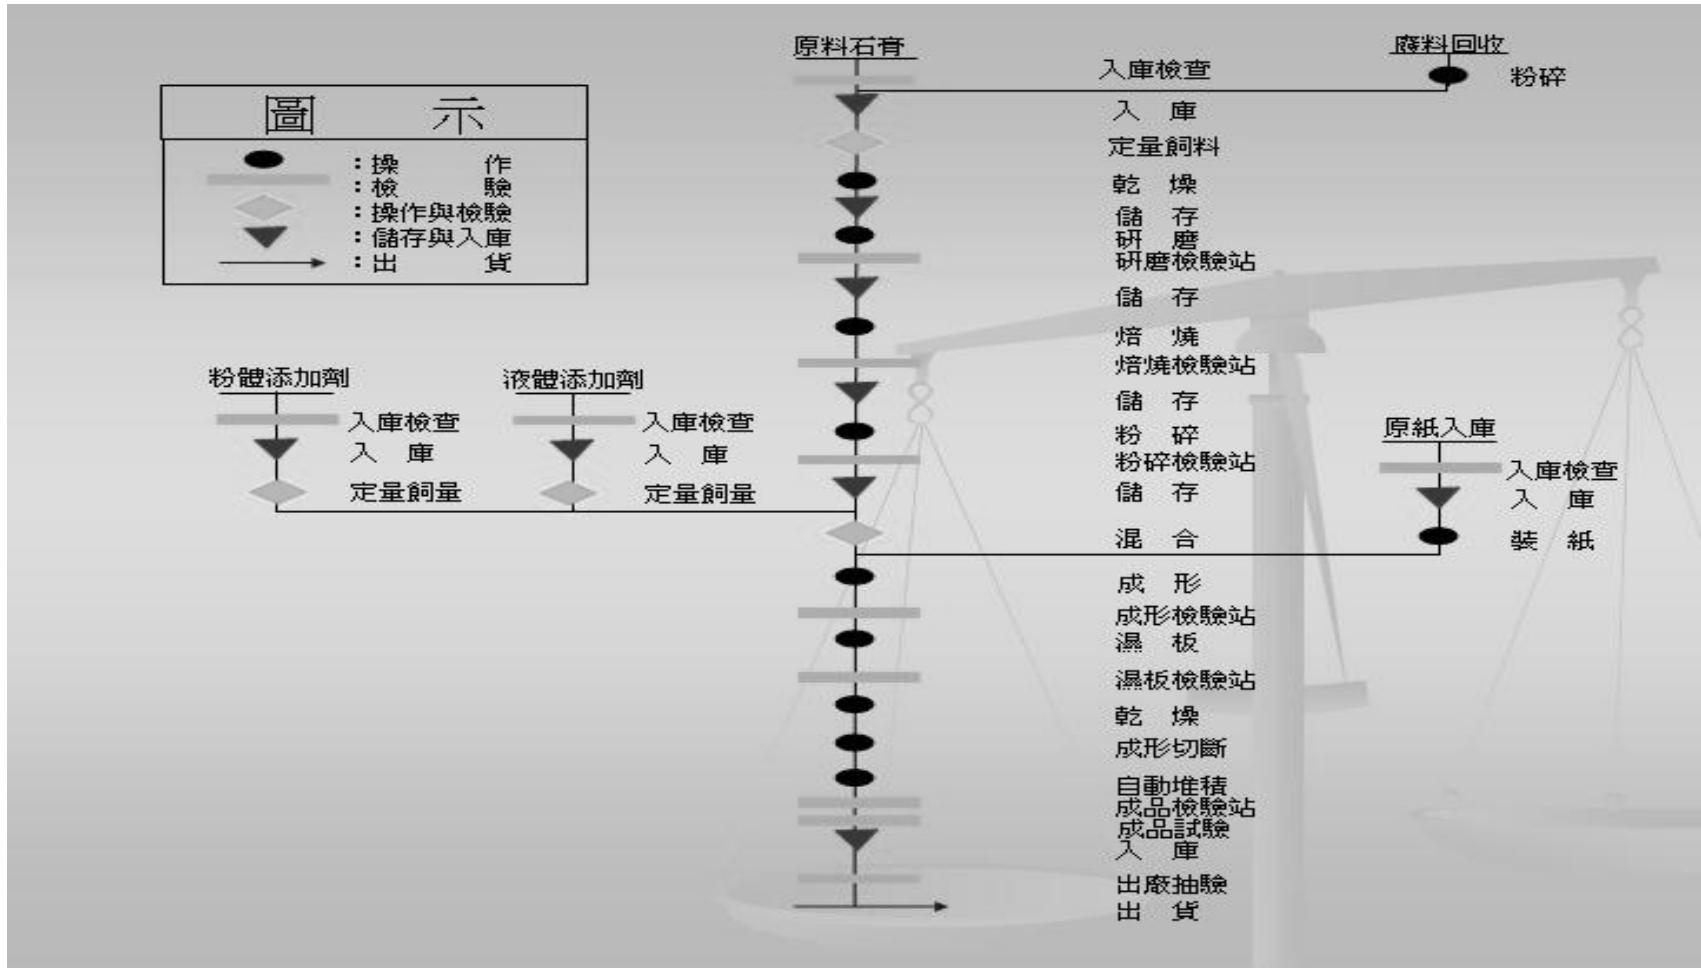 原料石膏
廢料回收
粉碎
圖 示
：操 作
：檢 驗
：操作與檢驗
：儲存與入庫
：出 貨
入庫檢查
入 庫
定量飼料
乾 燥
儲 存
研 磨
研磨檢驗站
儲 存
焙 燒
焙燒檢驗站
儲 存
粉 碎
粉碎檢驗站
儲 存
混 合
成 形
成形檢驗站
濕 板
濕板檢驗站
乾 燥
成形切斷
自動堆積
成品檢驗站
成品試驗
入 庫
出廠抽驗
出 貨
粉體添加劑
入庫檢查
入 庫
定量飼量
液體添加劑
入庫檢查
入 庫
定量飼量
原紙入庫
入庫檢查
入 庫
裝 紙